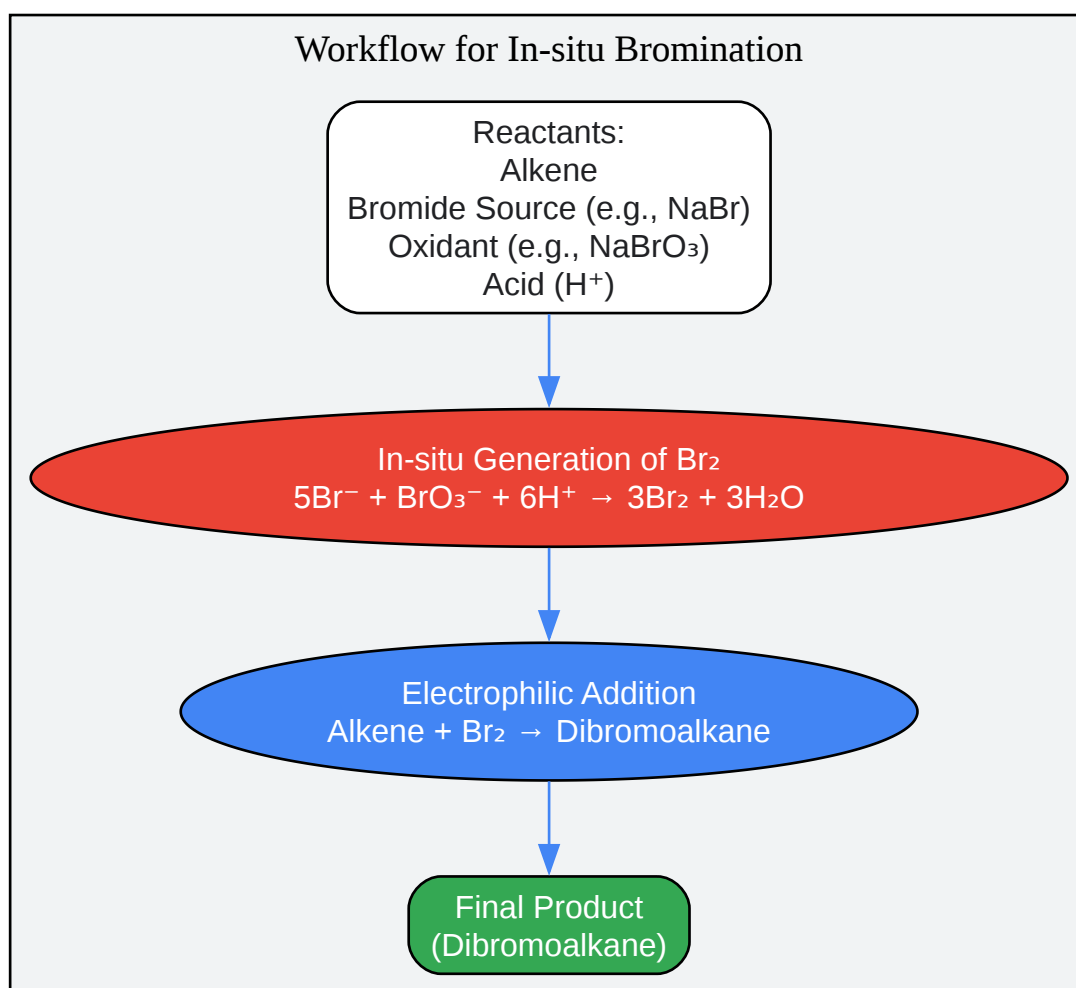 Workflow for In-situ Bromination
Reactants:
Alkene
Bromide Source (e.g., NaBr)
Oxidant (e.g., NaBrO₃)
Acid (H⁺)
In-situ Generation of Br₂
5Br⁻ + BrO₃⁻ + 6H⁺ → 3Br₂ + 3H₂O
Electrophilic Addition
Alkene + Br₂ → Dibromoalkane
Final Product
(Dibromoalkane)